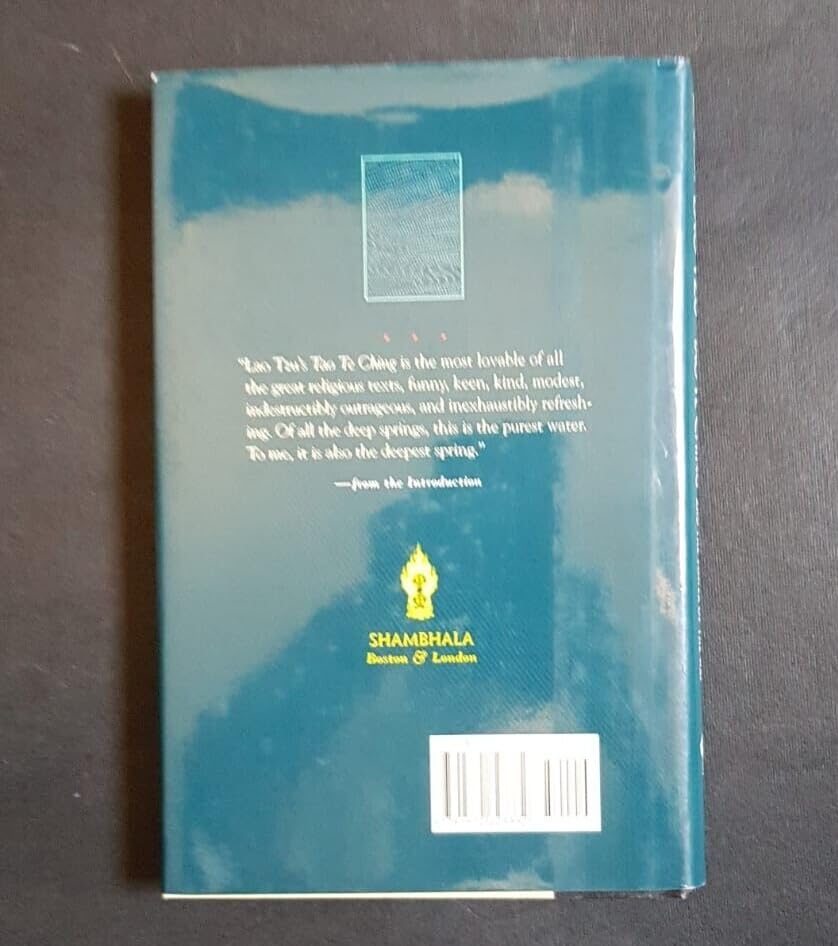 "Lao Tzu's Tao Te Ching is the most lovable of all
the great religious texts, funny, keen, kind, modest,
indestructibly outrageous, and inexhaustibly refresh-
ing. Of all the deep springs, this is the purest water.
To me, it is also the deepest spring."
—from the Introduction
SHAMBHALA
Boston & London